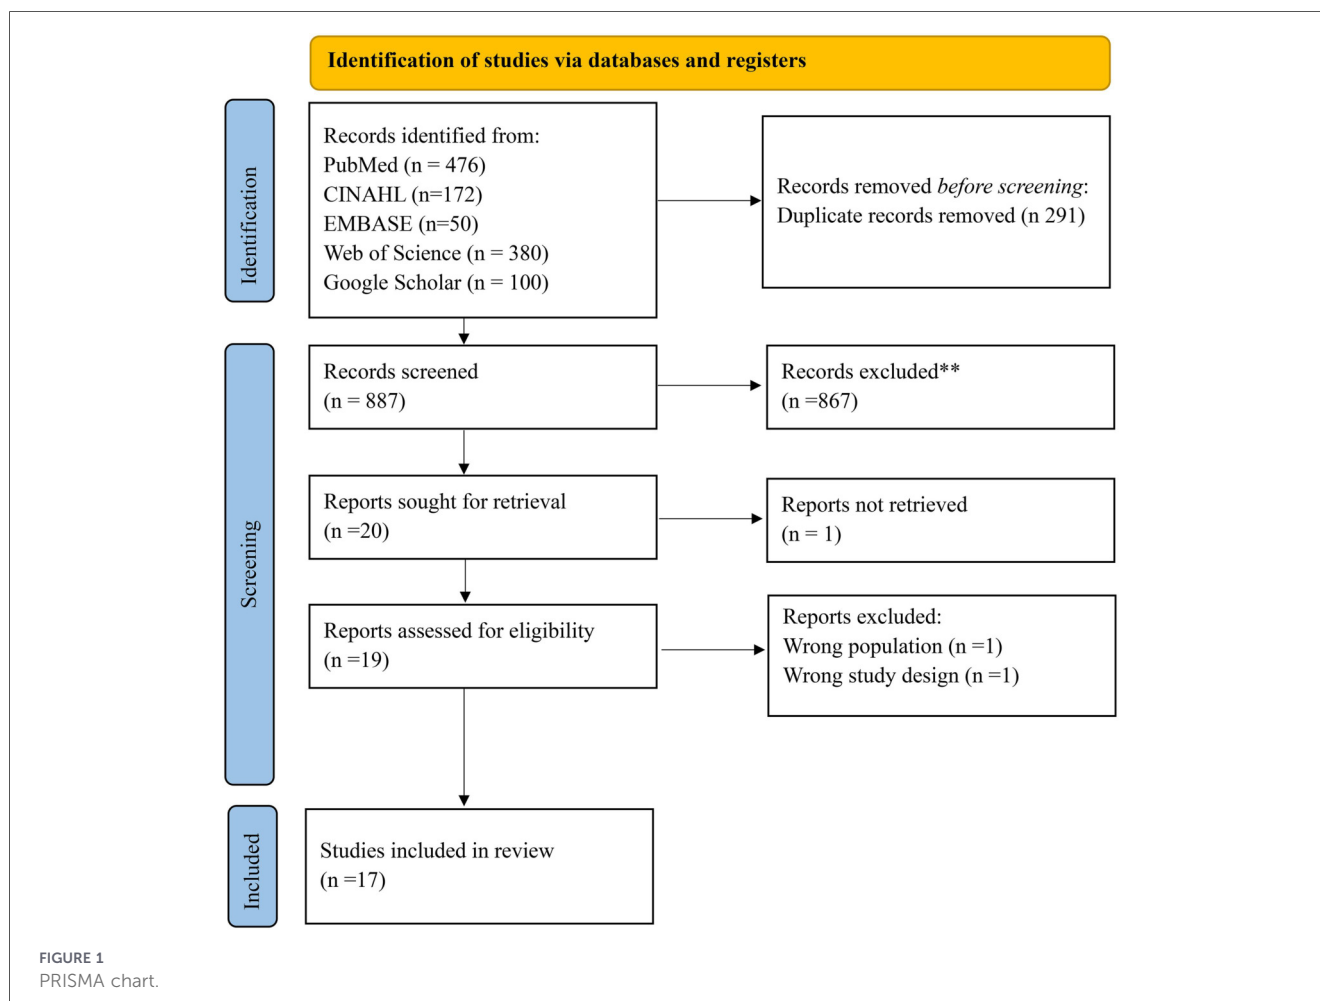 Identification of studies via databases and registers
Identification
Records identified from:
PubMed (n = 476)
CINAHL (n=172)
EMBASE (n=50)
Web of Science (n = 380)
Google Scholar (n = 100)
Records removed before screening:
Duplicate records removed (n 291)
Screening
Records screened
(n = 887)
Records excluded**
(n =867)
Reports sought for retrieval
(n =20)
Reports not retrieved
(n = 1)
Reports assessed for eligibility
(n =19)
Reports excluded:
Wrong population (n =1)
Wrong study design (n =1)
Included
Studies included in review
(n =17)
FIGURE 1
PRISMA chart.